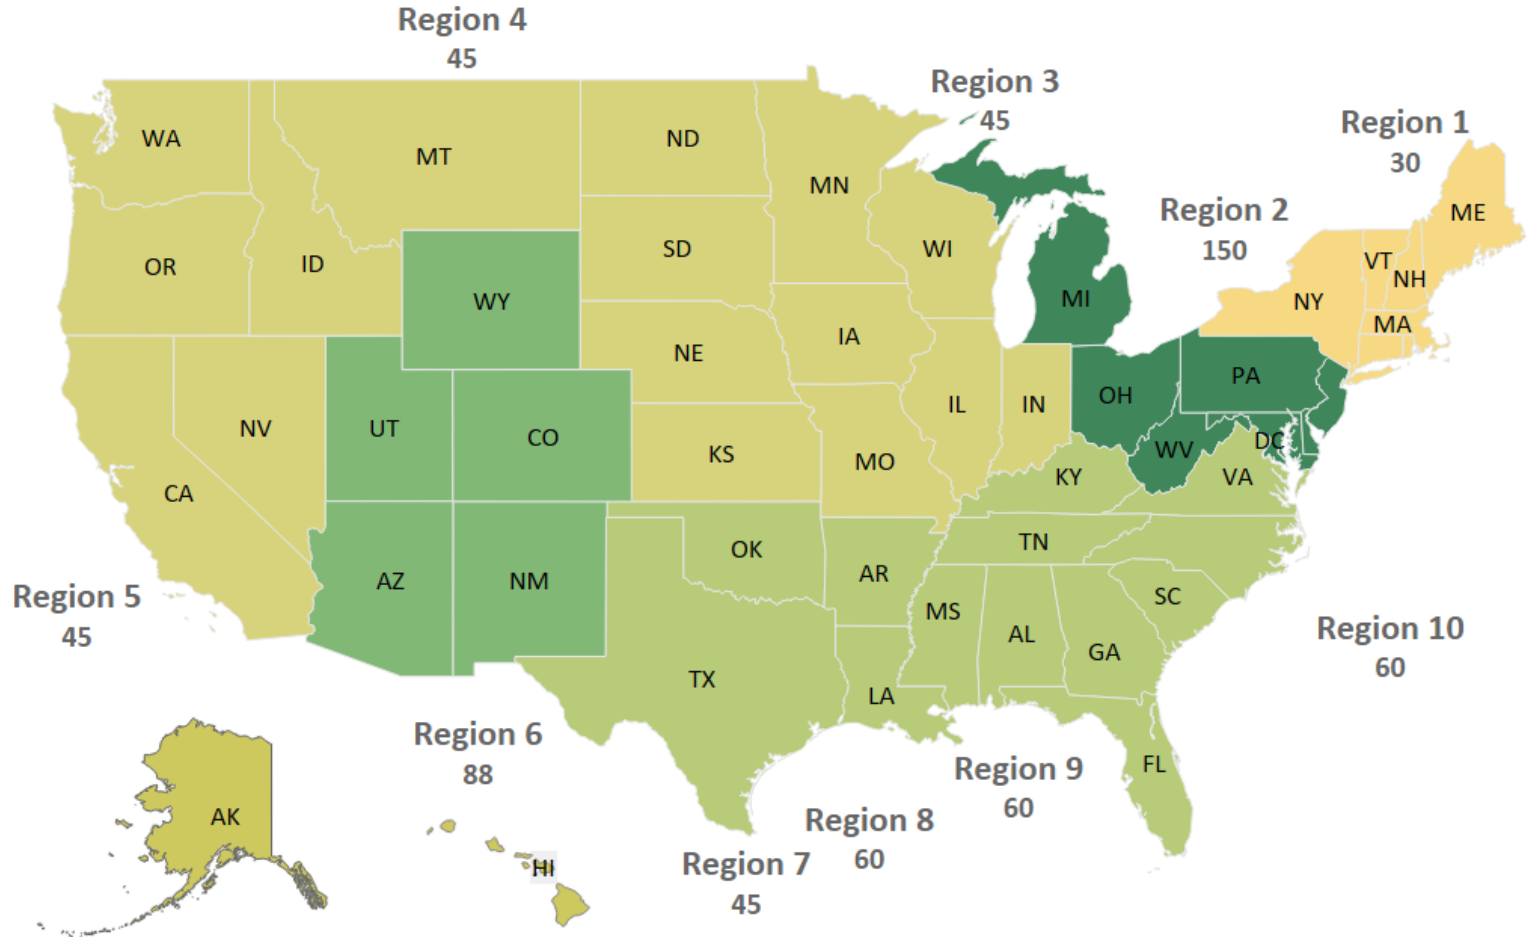 Region 4
45
Region 3
45
Region 1
30
Region 2
150
WA
MT
ND
MN
ME
OR
ID
SD
WI
VT
NH
WY
MI
NY
MA
IA
NE
PA
OH
IL
IN
NV
UT
CO
KS
MO
WV
DC
KY
VA
CA
OK
TN
AZ
NM
AR
SC
MS
AL
GA
TX
LA
FL
Region 5
45
Region 10
60
Region 6
88
Region 9
60
Region 8
60
Region 7
45
AK
HI